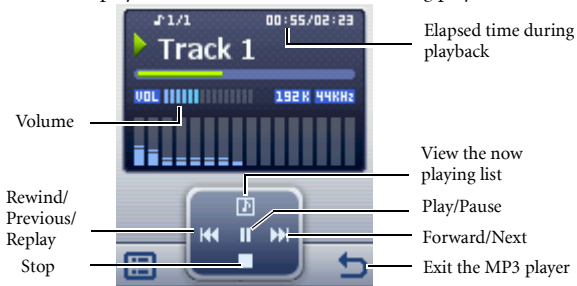 1/1
00:55/02:23
Track 1
VOL
192K 44KHz
Elapsed time during
playback
Volume
View the now
playing list
Rewind/
Previous/
Replay
Play/Pause
Forward/Next
Stop
Exit the MP3 player